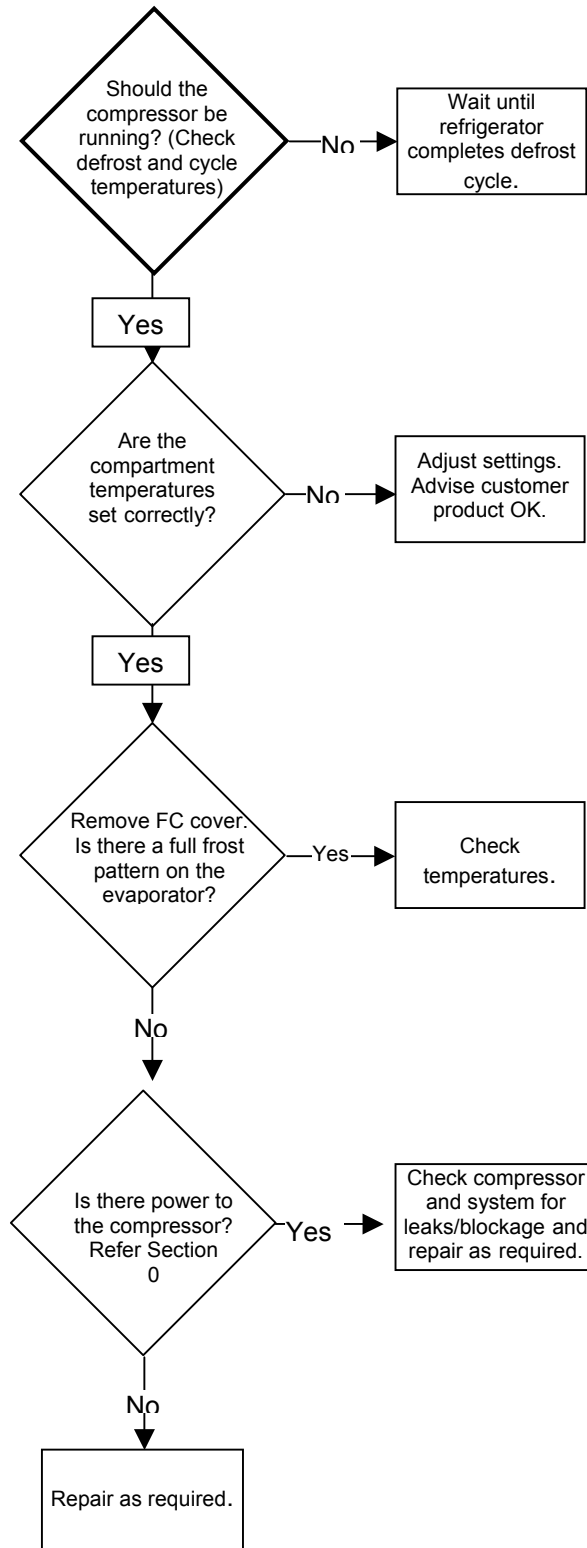 Should the
compressor be
running? (Check
defrost and cycle
temperatures)
No
Wait until
refrigerator
completes defrost
cycle.
Yes
Are the
compartment
temperatures
set correctly?
No
Adjust settings.
Advise customer
product OK.
Yes
Remove FC cover.
Is there a full frost
pattern on the
evaporator?
Yes
Check
temperatures.
No
Is there power to
the compressor?
Refer Section
0
Yes
Check compressor
and system for
leaks/blockage and
repair as required.
No
Repair as required.